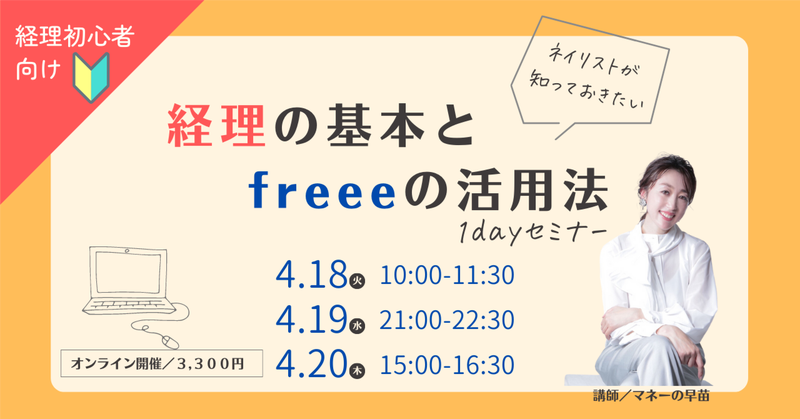 経理初心者
向け
ネイリストが
知っておきたい
経理の基本と
freeeの活用法
1dayセミナー
4.18火 10:00-11:30
4.19水 21:00-22:30
4.20木 15:00-16:30
オンライン開催／3,300円
講師／マネーの早苗